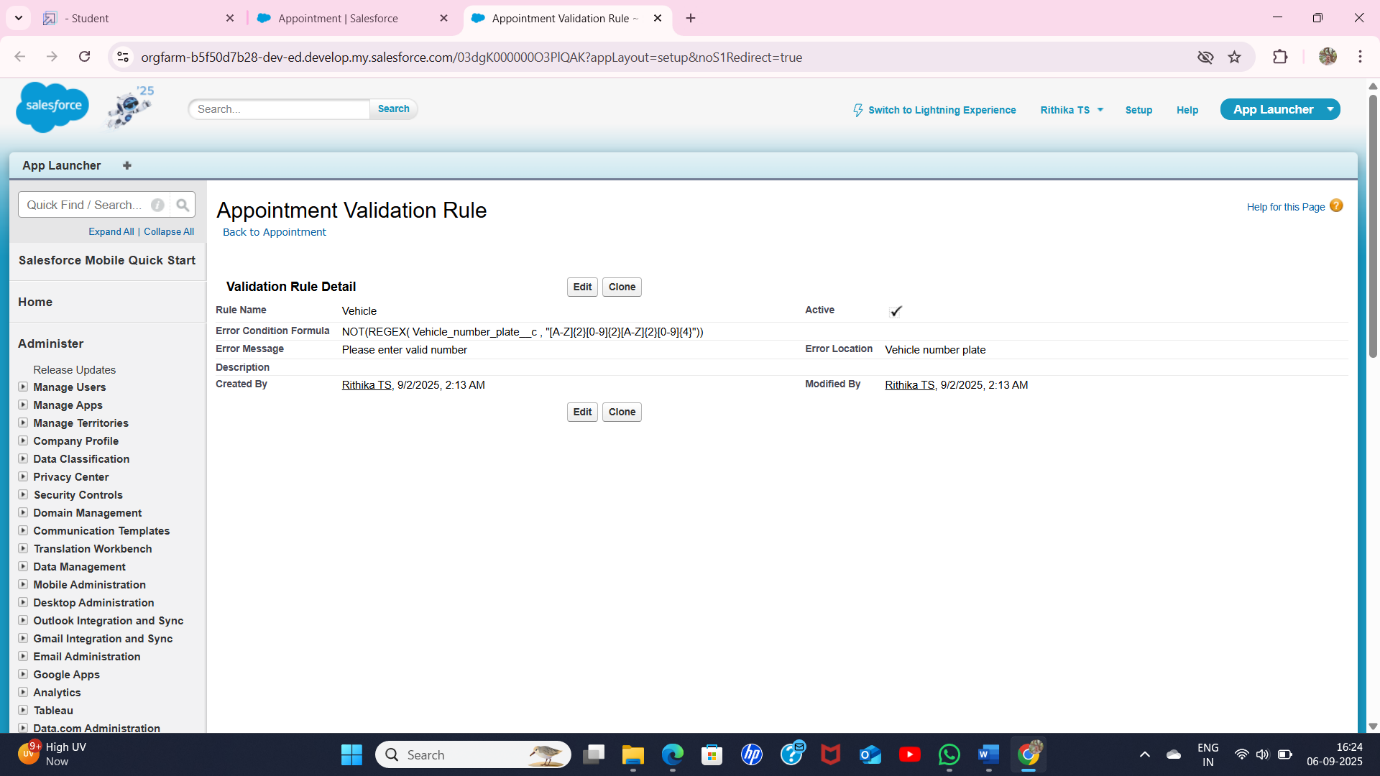 - Student
Appointment | Salesforce
Appointment Validation Rule ~
orgfarm-b5f50d7b28-dev-ed.develop.my.salesforce.com/03dgK000000O3PlQAK?appLayout=setup&noS1Redirect=true
salesforce
'25
Search...
Search
Switch to Lightning Experience
Rithika TS
Setup
Help
App Launcher
App Launcher
Quick Find / Search...
Expand All | Collapse All
Salesforce Mobile Quick Start
Home
Administer
Release Updates
Manage Users
Manage Apps
Manage Territories
Company Profile
Data Classification
Privacy Center
Security Controls
Domain Management
Communication Templates
Translation Workbench
Data Management
Mobile Administration
Desktop Administration
Outlook Integration and Sync
Gmail Integration and Sync
Email Administration
Google Apps
Analytics
Tableau
Data.com Administration
Appointment Validation Rule
Back to Appointment
Help for this Page
Validation Rule Detail
Edit
Clone
Rule Name Vehicle Active
Error Condition Formula NOT(REGEX( Vehicle_number_plate__c , "[A-Z]{2}[0-9]{2}[A-Z]{2}[0-9]{4}"))
Error Message Please enter valid number Error Location Vehicle number plate
Description
Created By Rithika TS, 9/2/2025, 2:13 AM Modified By Rithika TS, 9/2/2025, 2:13 AM
Edit
Clone
9+
UV
High UV
Now
Search
hp
W
ENG
IN
16:24
06-09-2025